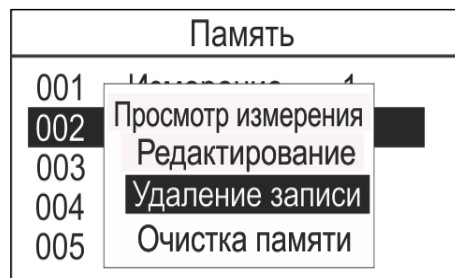 Память
001
002
003
004
005
Просмотр измерения
Редактирование
Удаление записи
Очистка памяти